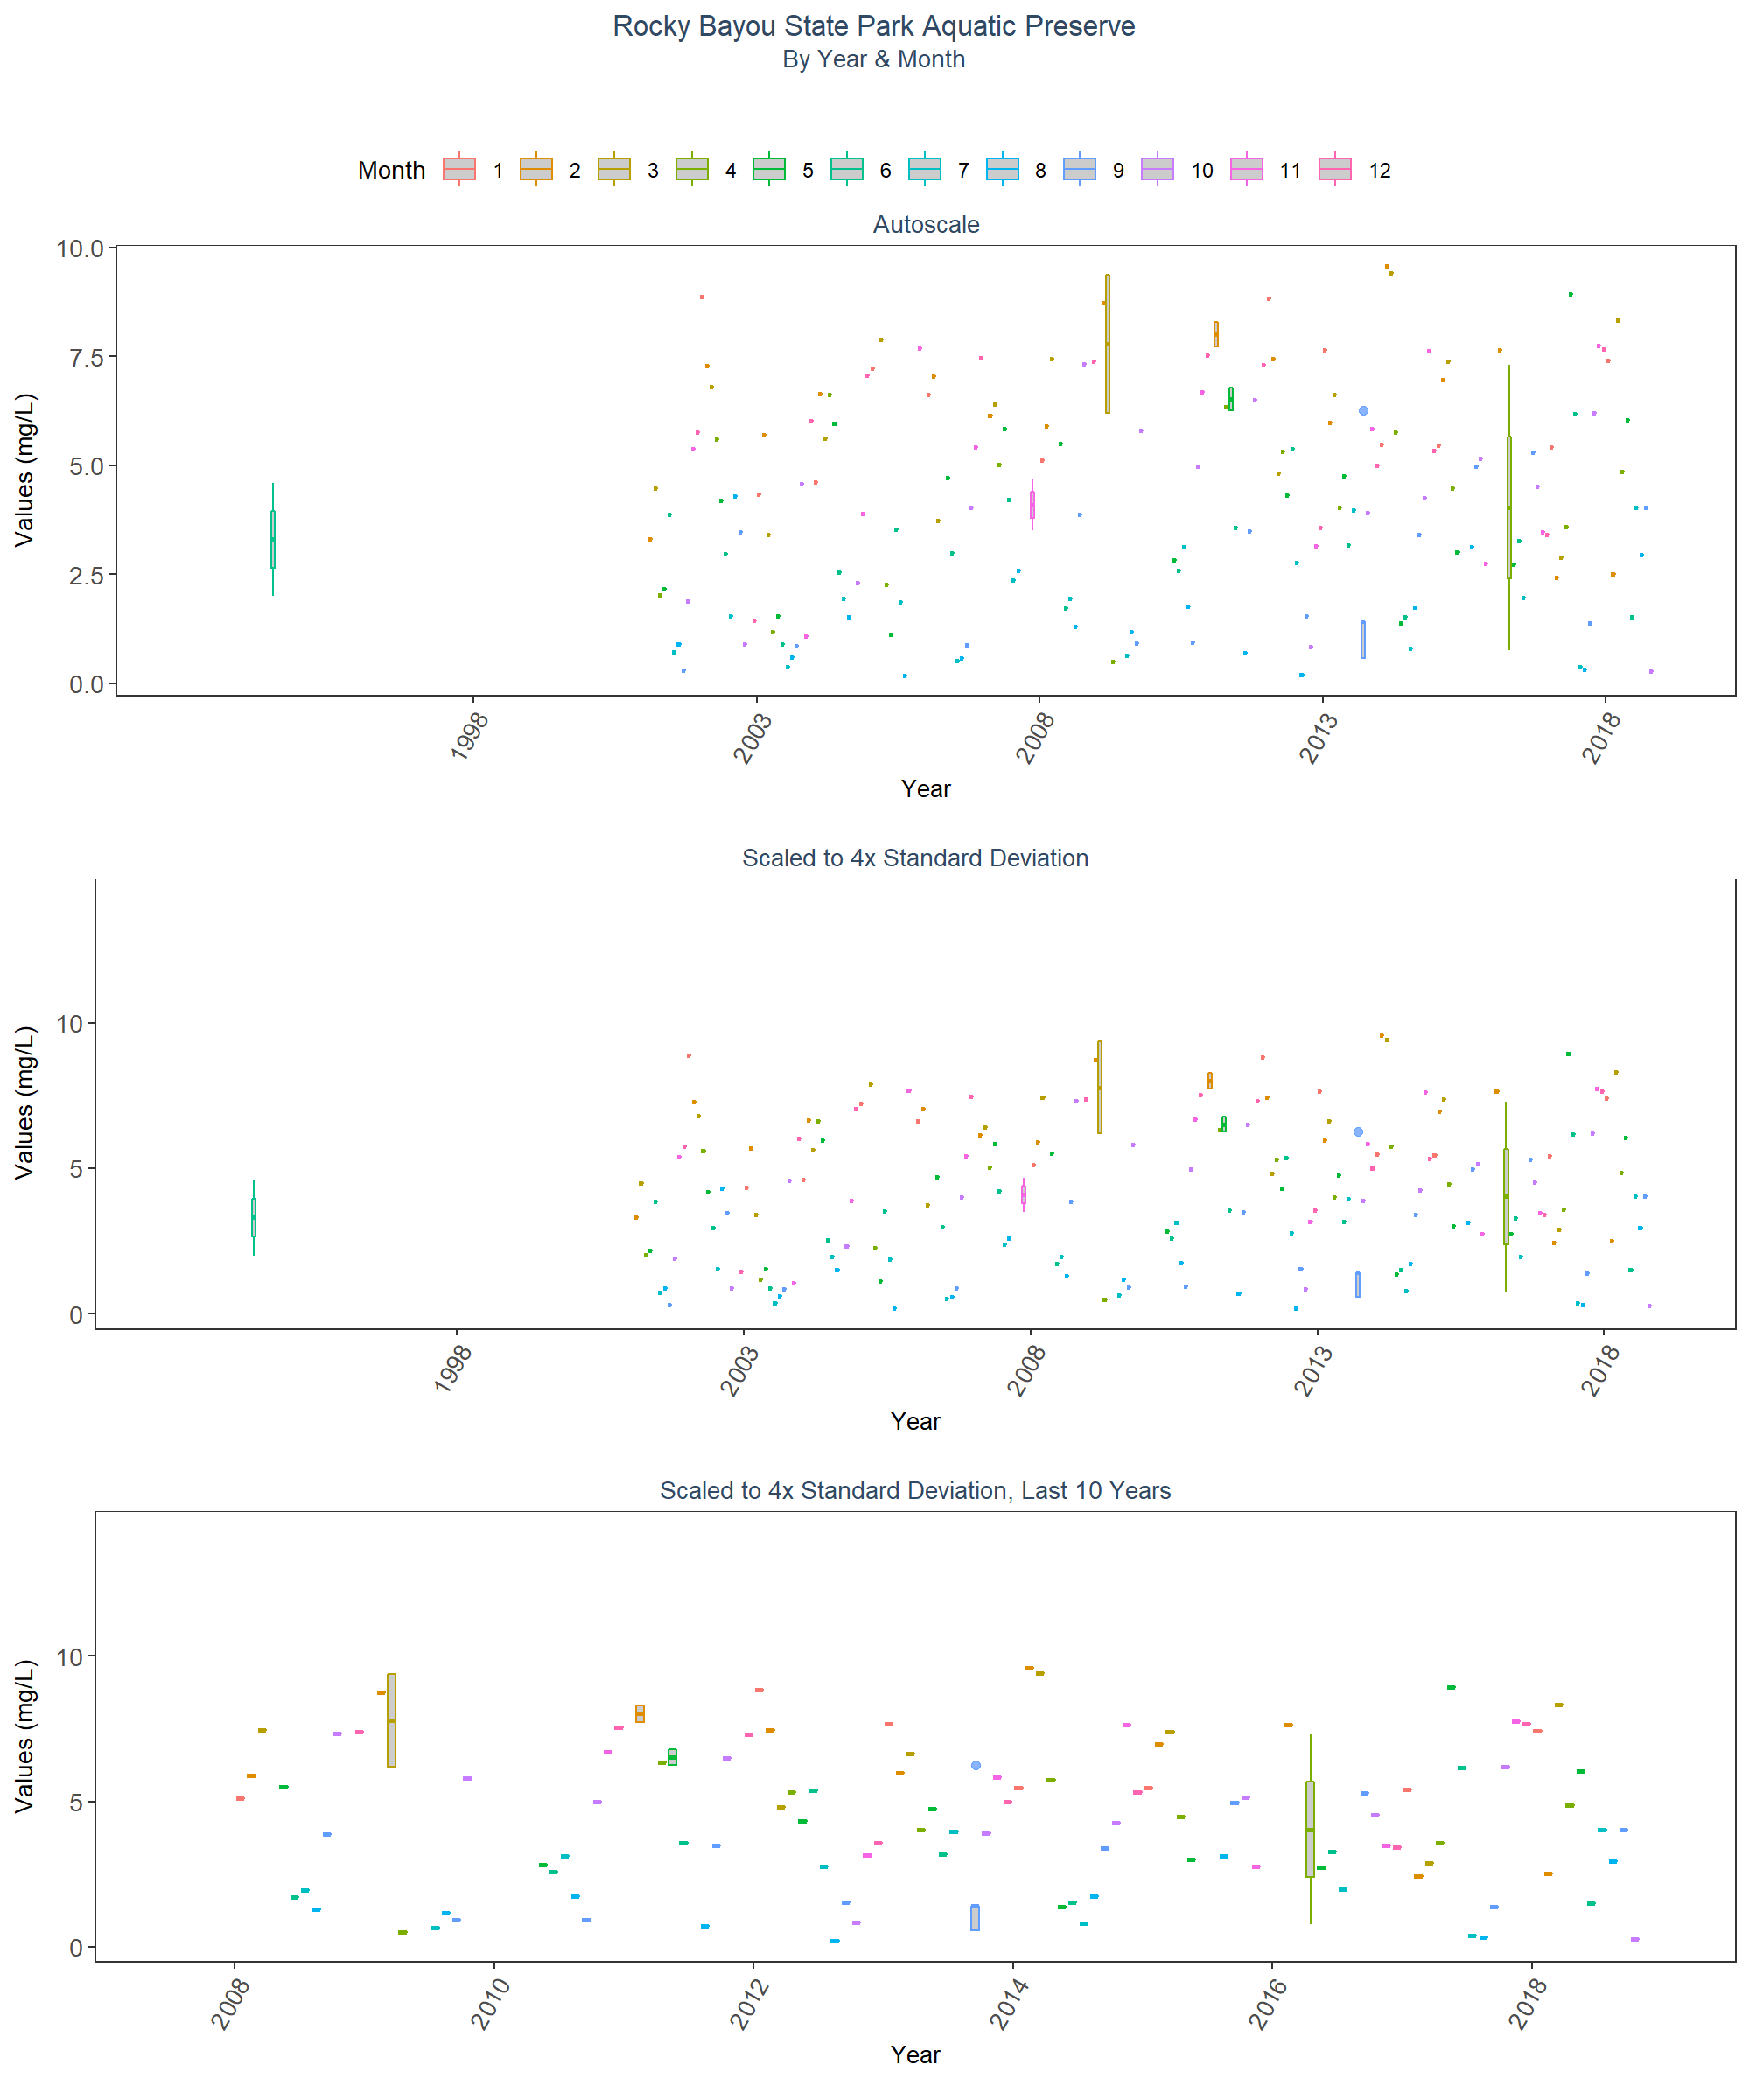 Rocky Bayou State Park Aquatic Preserve
By Year & Month
Month 1 2 3 4 5 6 7 8 9 10 11 12
Autoscale
Values (mg/L)
10.0
7.5
5.0
2.5
0.0
1998 2003 2008 2013 2018
Year
Scaled to 4x Standard Deviation
Values (mg/L)
10
5
0
1998 2003 2008 2013 2018
Year
Scaled to 4x Standard Deviation, Last 10 Years
Values (mg/L)
10
5
0
2008 2010 2012 2014 2016 2018
Year